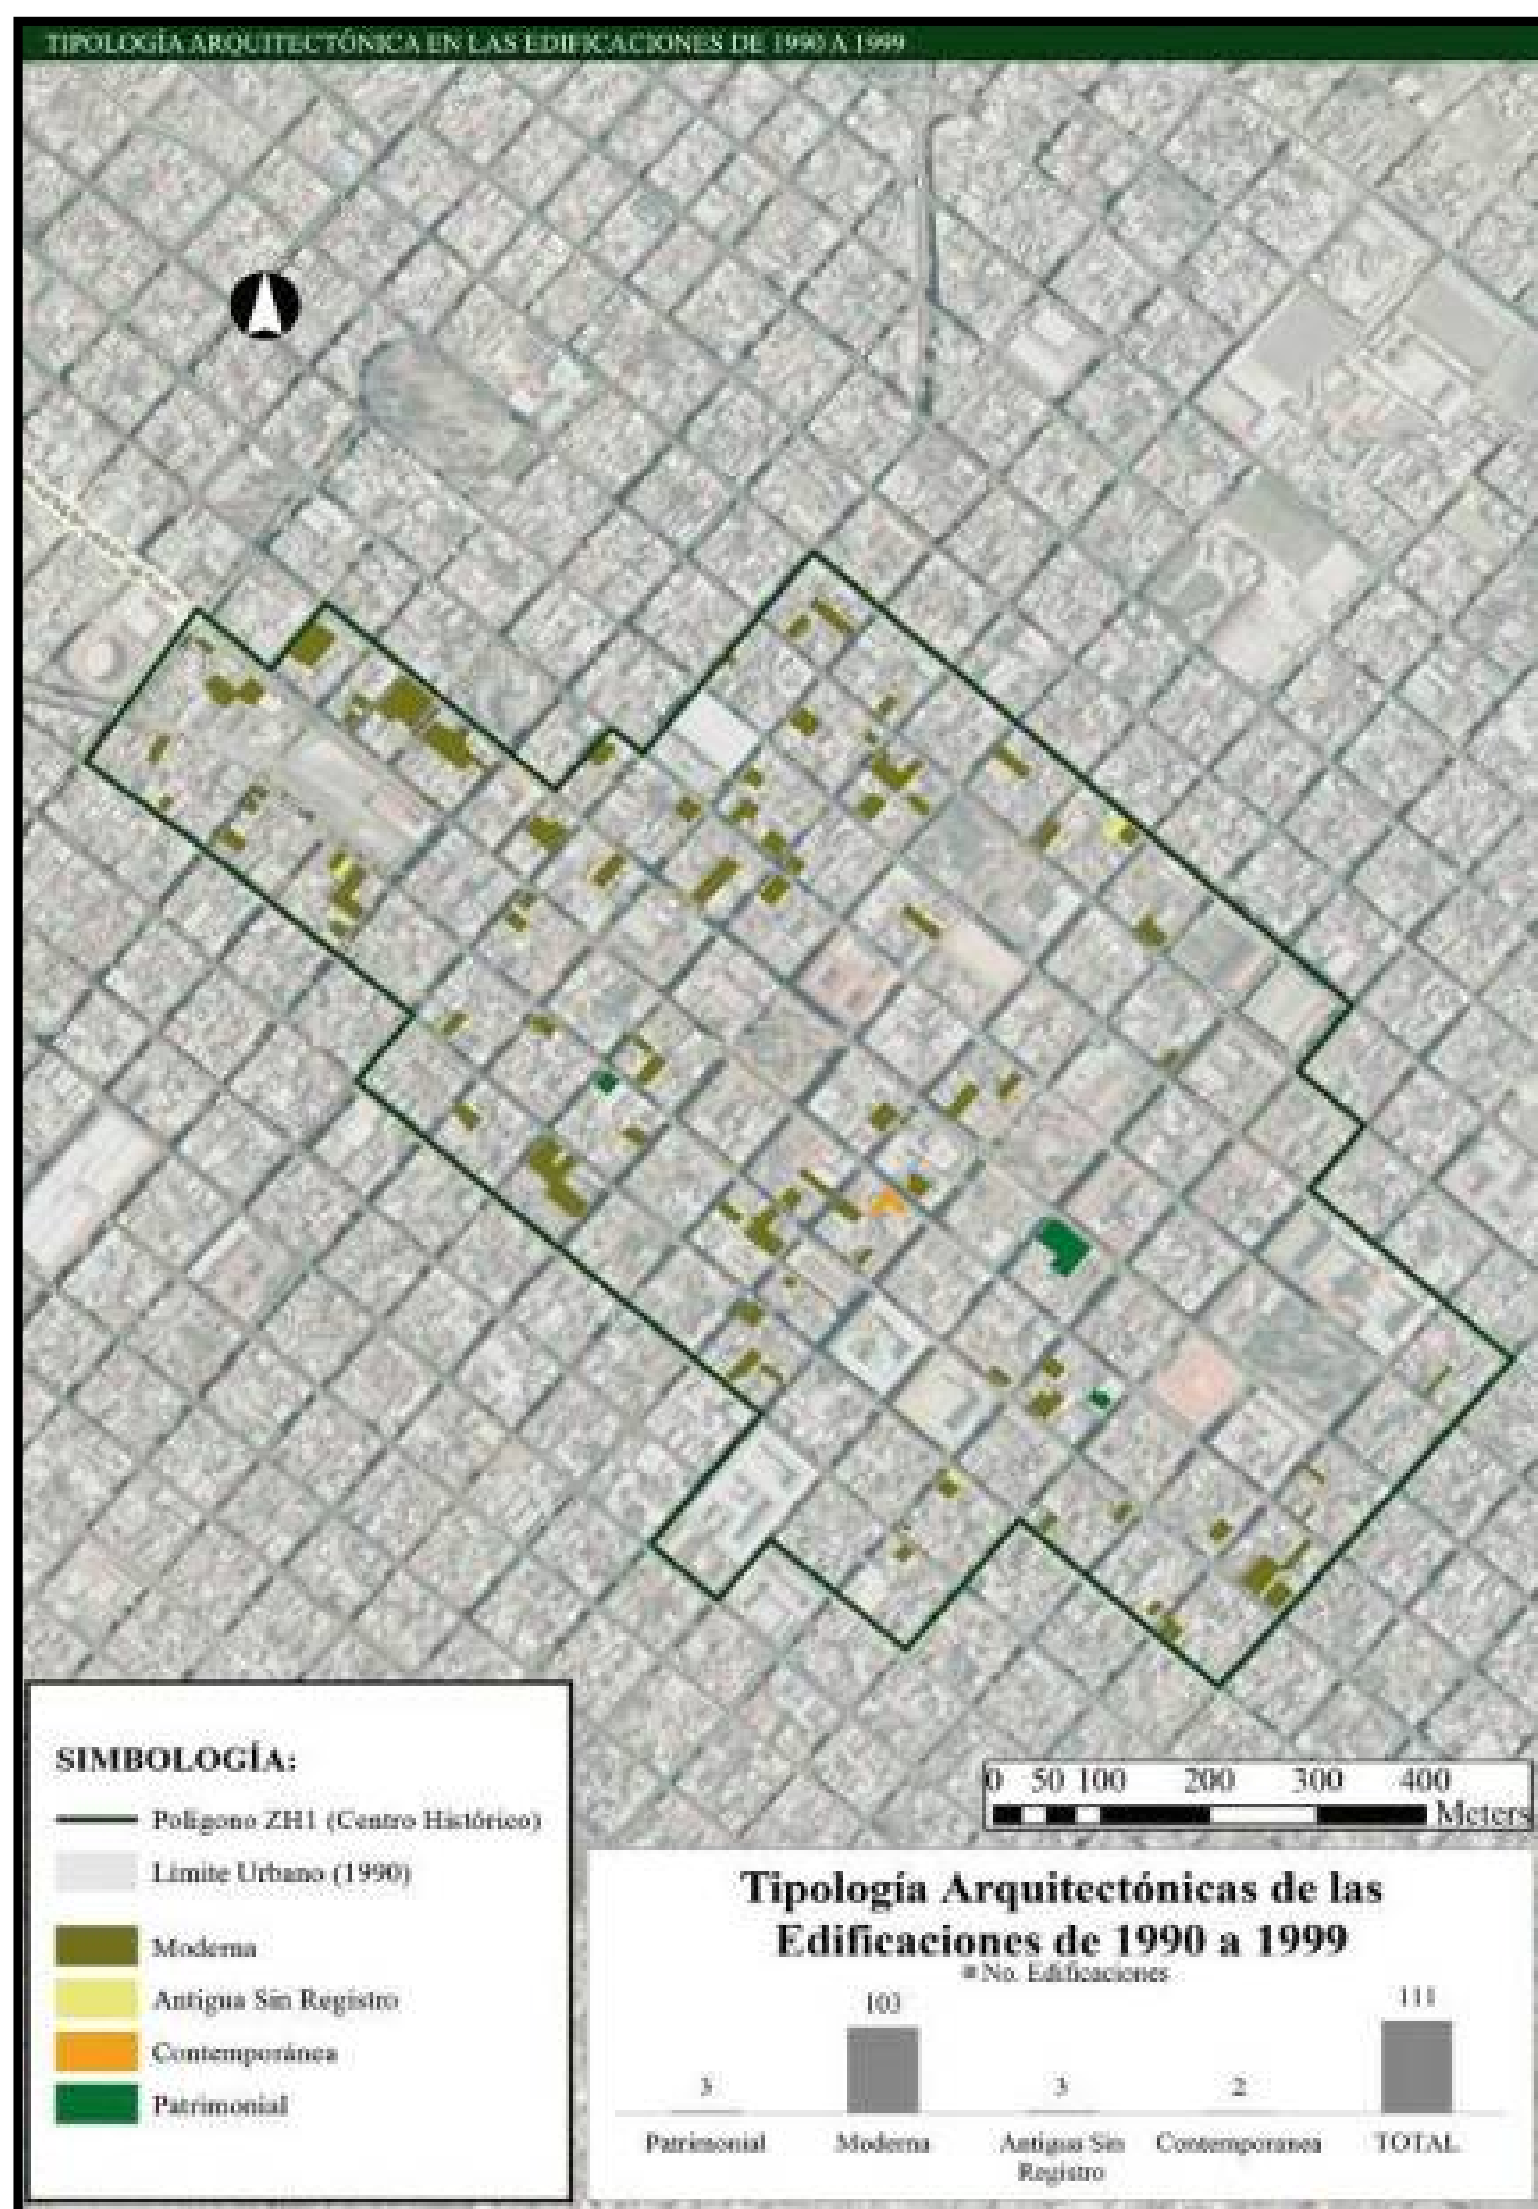 TIPOLOGÍA ARQUITECTÓNICA EN LAS EDIFICACIONES DE 1990 A 1999
SIMBOLOGÍA:
Polígono ZH1 (Centro Histórico)
Límite Urbano (1990)
Moderna
Antigua Sin Registro
Contemporánea
Patrimonial
0 50 100 200 300 400
Meters
Tipología Arquitectónicas de las
Edificaciones de 1990 a 1999
No. Edificaciones
3 103 3 2 111
Patrimonial Moderna Antigua Sin Contemporanea TOTAL
Registro